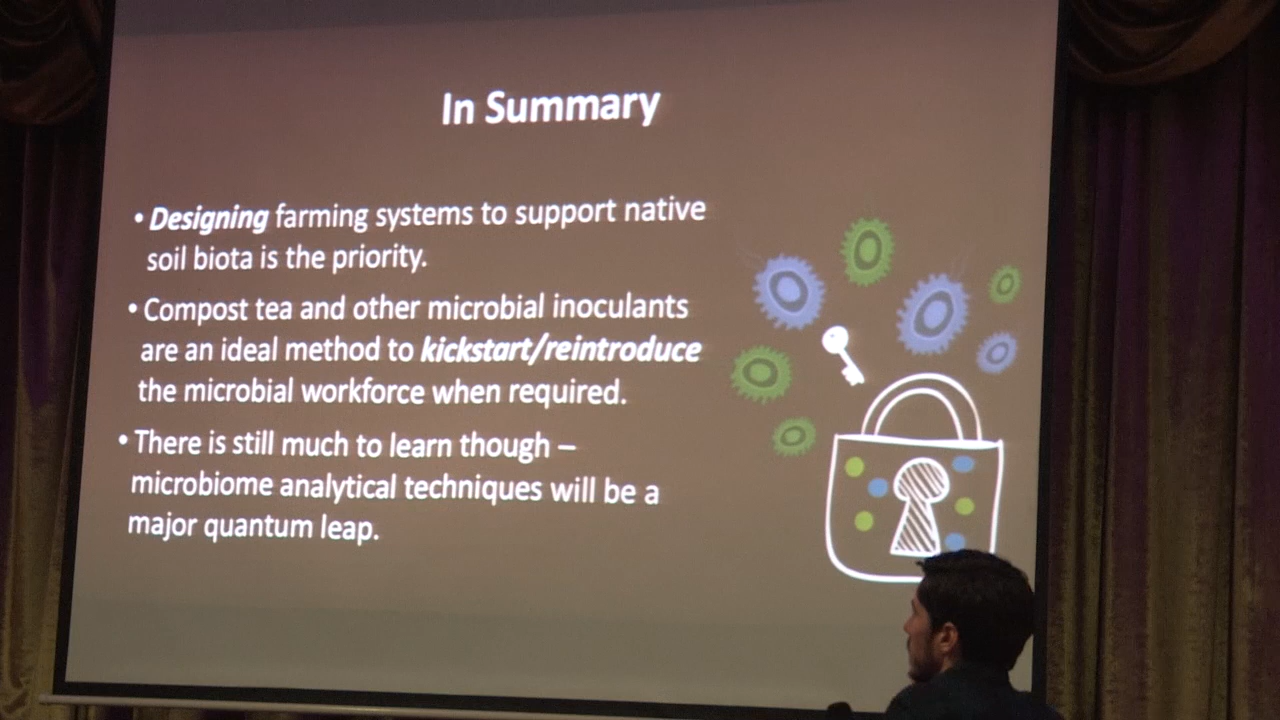 In Summary
• Designing farming systems to support native
soil biota is the priority.
• Compost tea and other microbial inoculants
are an ideal method to kickstart/reintroduce
the microbial workforce when required.
• There is still much to learn though –
microbiome analytical techniques will be a
major quantum leap.